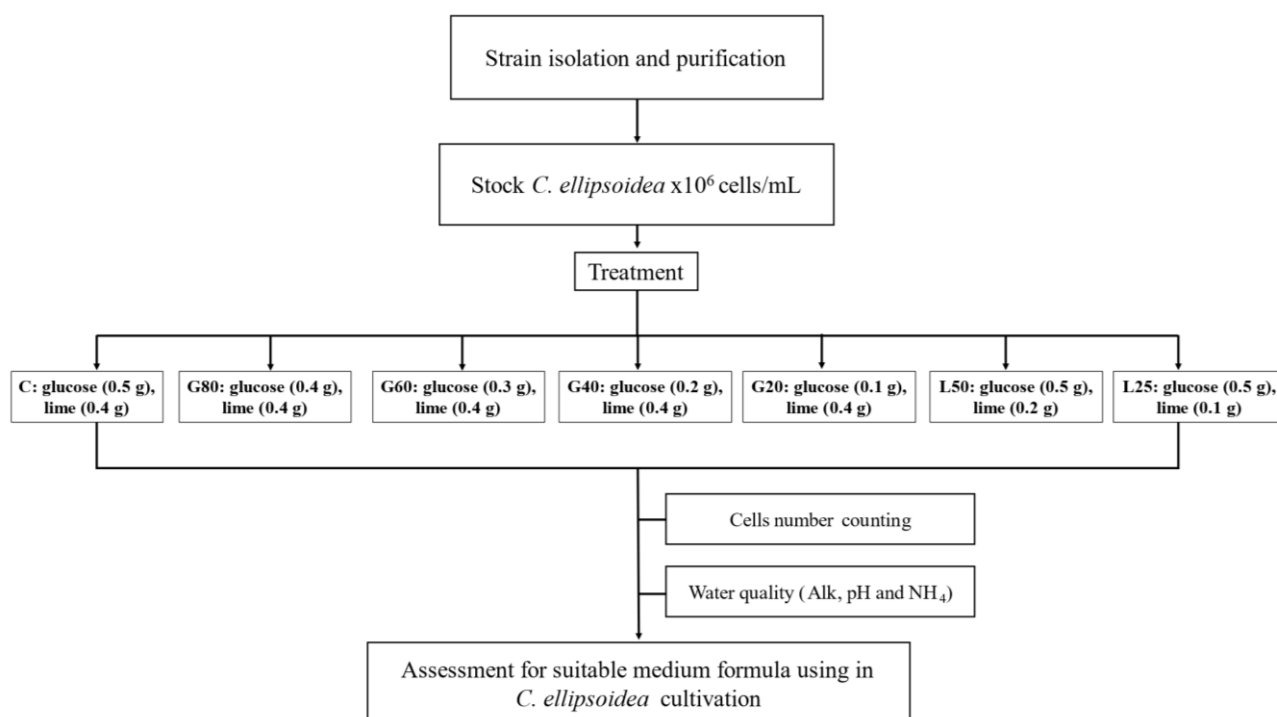 Strain isolation and purification
Stock C. ellipsoidea x10⁶ cells/mL
Treatment
C: glucose (0.5 g),
lime (0.4 g)
G80: glucose (0.4 g),
lime (0.4 g)
G60: glucose (0.3 g),
lime (0.4 g)
G40: glucose (0.2 g),
lime (0.4 g)
G20: glucose (0.1 g),
lime (0.4 g)
L50: glucose (0.5 g),
lime (0.2 g)
L25: glucose (0.5 g),
lime (0.1 g)
Cells number counting
Water quality (Alk, pH and NH₄)
Assessment for suitable medium formula using in
C. ellipsoidea cultivation